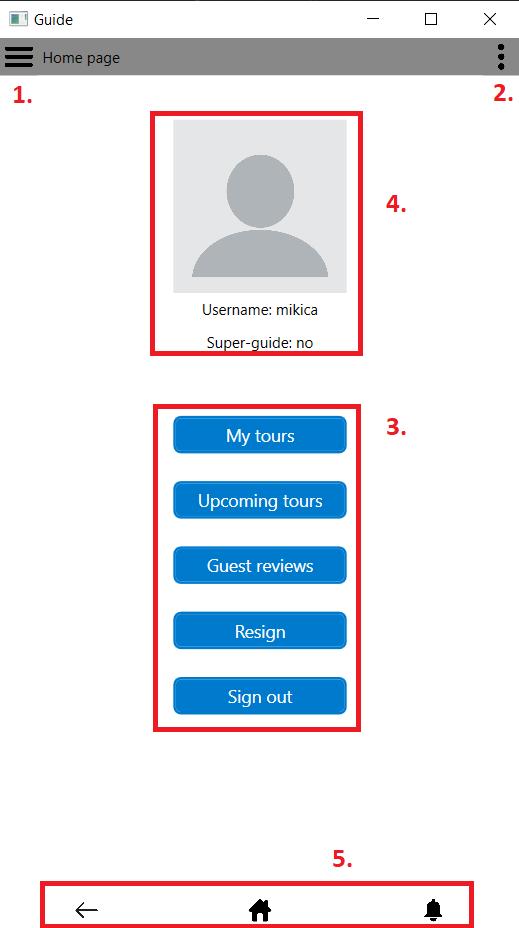 Guide
Home page
1.
2.
4.
Username: mikica
Super-guide: no
3.
My tours
Upcoming tours
Guest reviews
Resign
Sign out
5.